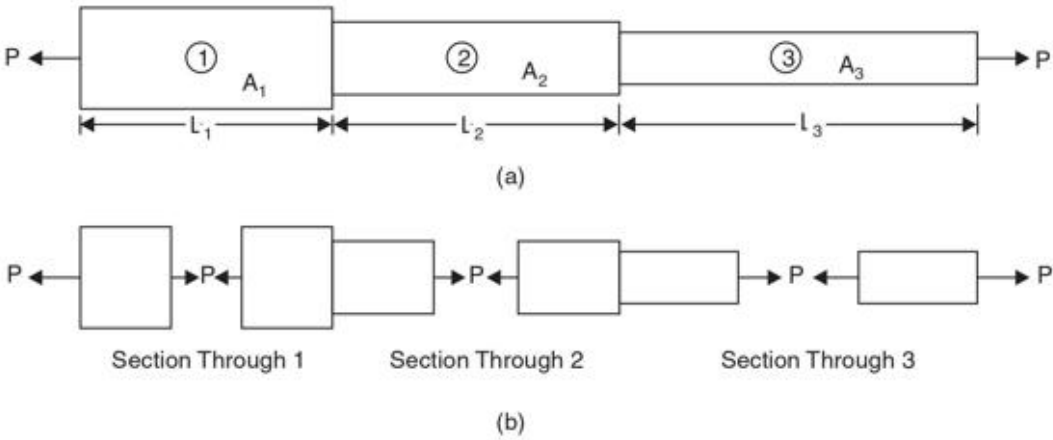 P ① A₁ ② A₂ ③ A₃ P
L₁ L₂ L₃
(a)
P P P P P P
Section Through 1 Section Through 2 Section Through 3
(b)